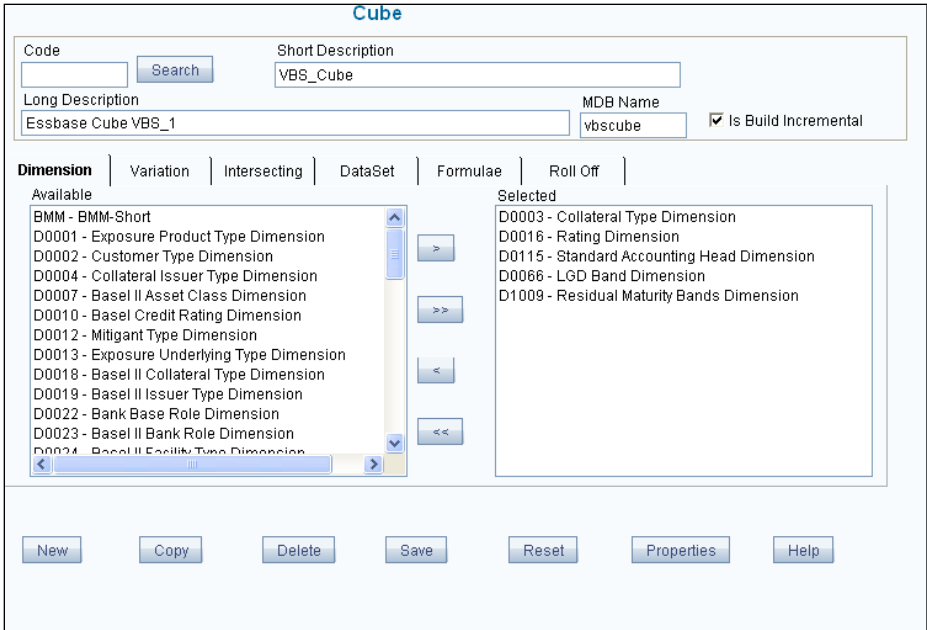 Cube
Code Short Description
Search VBS_Cube
Long Description MDB Name
Essbase Cube VBS_1 vbscube Is Build Incremental
Dimension Variation Intersecting DataSet Formulae Roll Off
Available Selected
BMM - BMM-Short
D0001 - Exposure Product Type Dimension
D0002 - Customer Type Dimension
D0004 - Collateral Issuer Type Dimension
D0007 - Basel II Asset Class Dimension
D0010 - Basel Credit Rating Dimension
D0012 - Mitigant Type Dimension
D0013 - Exposure Underlying Type Dimension
D0018 - Basel II Collateral Type Dimension
D0019 - Basel II Issuer Type Dimension
D0022 - Bank Base Role Dimension
D0023 - Basel II Bank Role Dimension
D0024 - Basel II Facility Type Dimension
>
>>
<
<<
D0003 - Collateral Type Dimension
D0016 - Rating Dimension
D0115 - Standard Accounting Head Dimension
D0066 - LGD Band Dimension
D1009 - Residual Maturity Bands Dimension
New Copy Delete Save Reset Properties Help